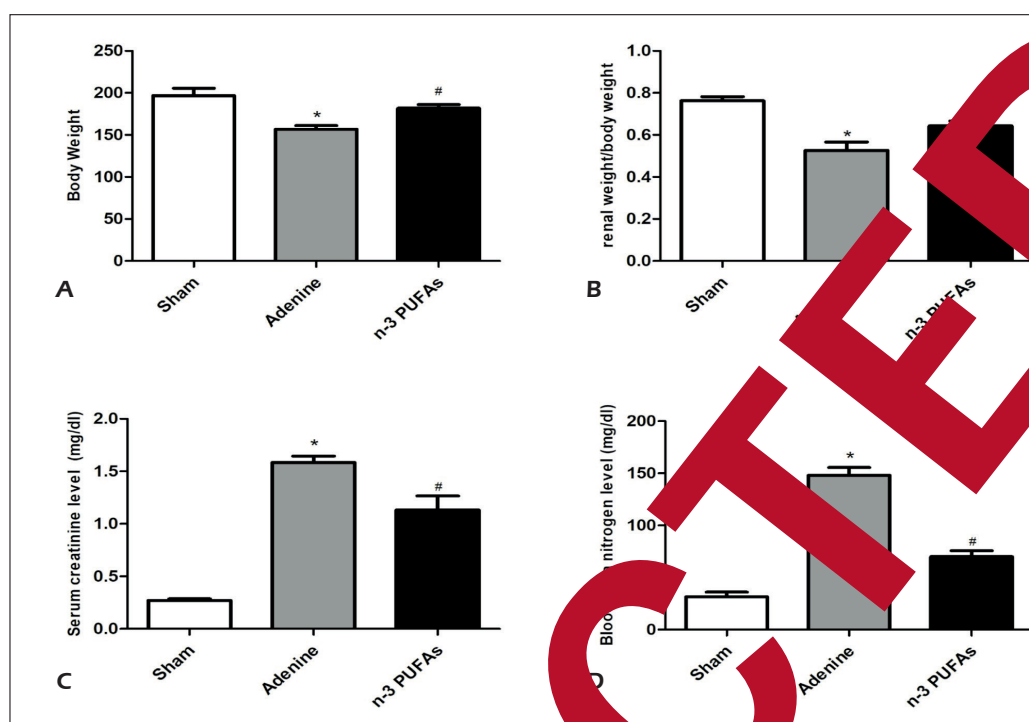 250
200
150
100
50
0
Body Weight
*
#
Sham
Adenine
n-3 PUFAs
A
1.0
0.8
0.6
0.4
0.2
0.0
renal weight/body weight
*
n-3 PUFAs
B
2.0
1.5
1.0
0.5
0.0
Serum creatinine level (mg/dl)
*
#
Sham
Adenine
n-3 PUFAs
C
200
150
100
0
nitrogen level (mg/dl)
*
#
Sham
Adenine
n-3 PUFAs
D
CTE